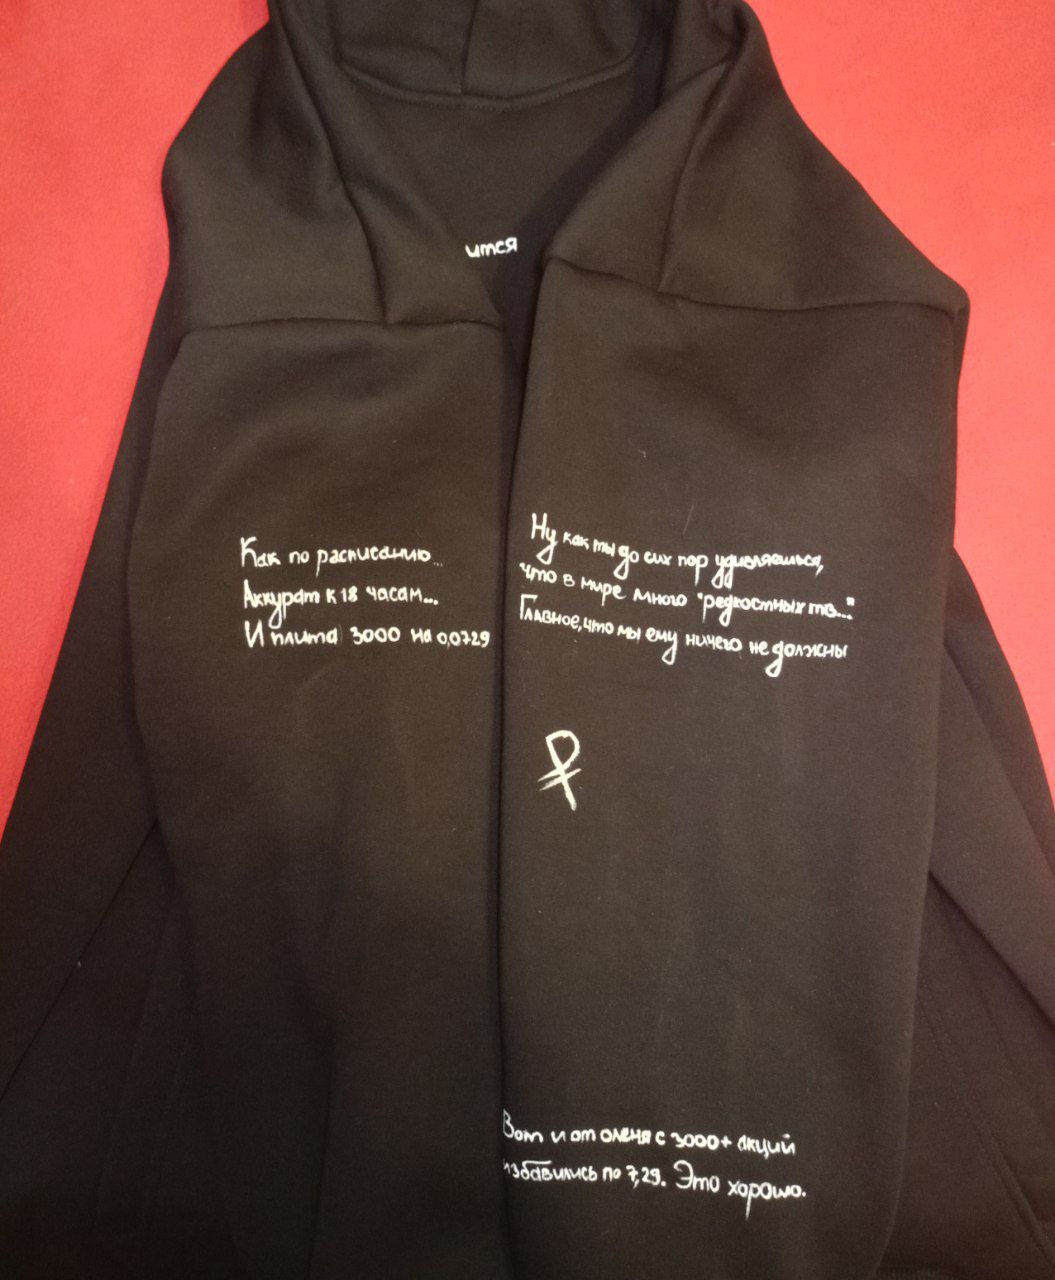 ится
Как по расписанию...
Аккурат к 18 часам...
И плита 3000 на 0,0729
Ну как ты до сих пор удивляешься,
что в мире много "редкостных тв..."
Главное, что мы ему ничего не должны
₽
Вот и от оленя с 3000+ акций
избавились по 7,29. Это хорошо.